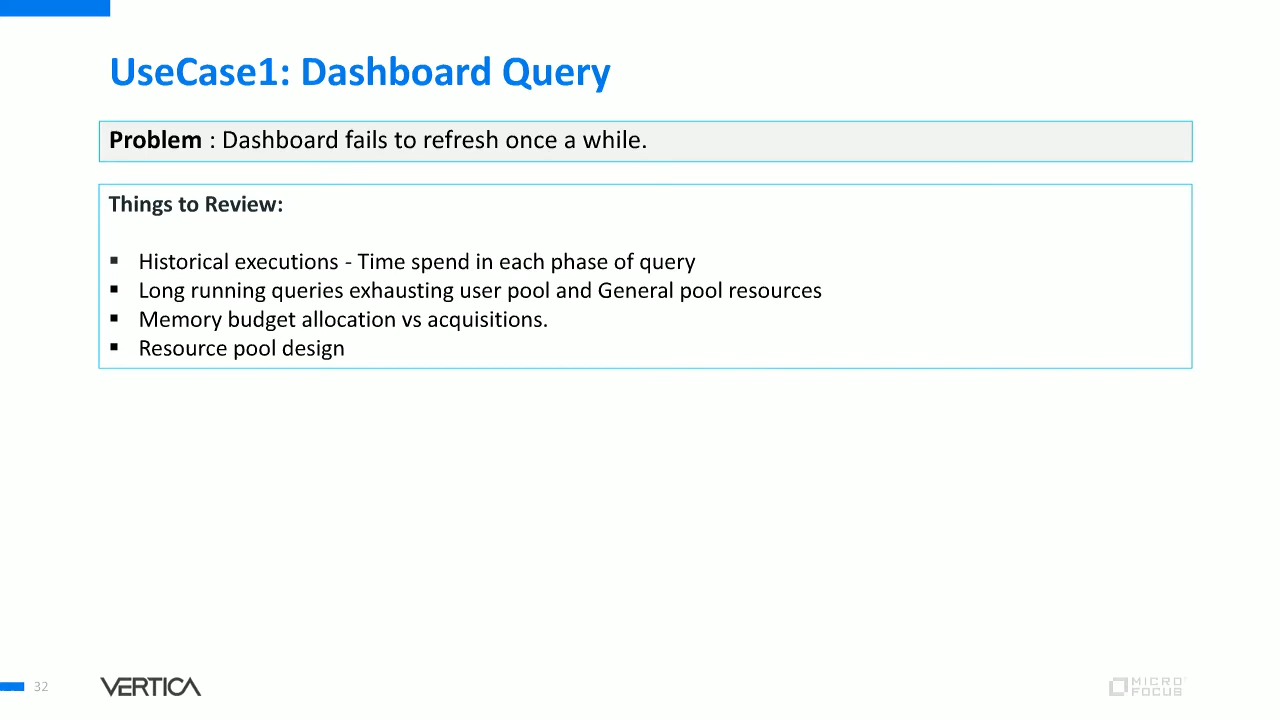 UseCase1: Dashboard Query
Problem : Dashboard fails to refresh once a while.
Things to Review:
▪ Historical executions - Time spend in each phase of query
▪ Long running queries exhausting user pool and General pool resources
▪ Memory budget allocation vs acquisitions.
▪ Resource pool design
32
VERTICA
MICRO
FOCUS